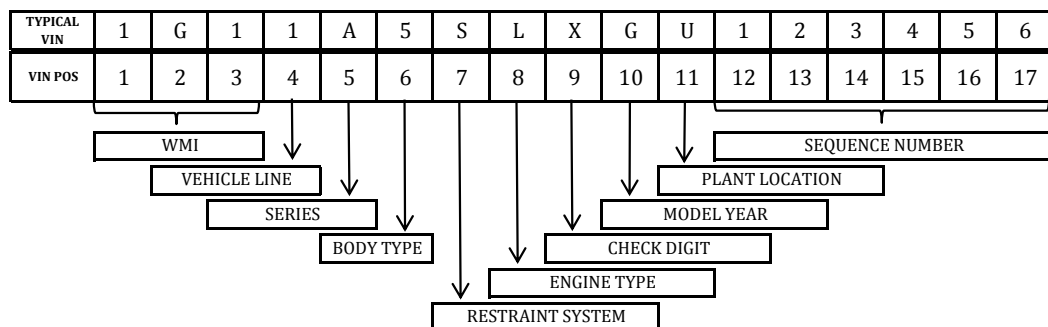 TYPICAL VIN 1 G 1 1 A 5 S L X G U 1 2 3 4 5 6
VIN POS 1 2 3 4 5 6 7 8 9 10 11 12 13 14 15 16 17
WMI SEQUENCE NUMBER
VEHICLE LINE PLANT LOCATION
SERIES MODEL YEAR
BODY TYPE CHECK DIGIT
ENGINE TYPE
RESTRAINT SYSTEM